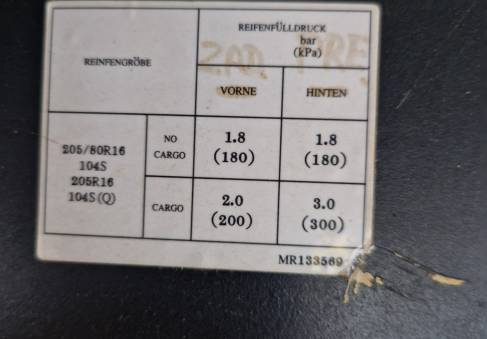 REIFENFÜLLDRUCK
bar
(kPa)
REINFENGRÖBE
VORNE
HINTEN
205/80R16
104S
205R16
104S(Q)
NO
CARGO
1.8
(180)
1.8
(180)
CARGO
2.0
(200)
3.0
(300)
MR133569